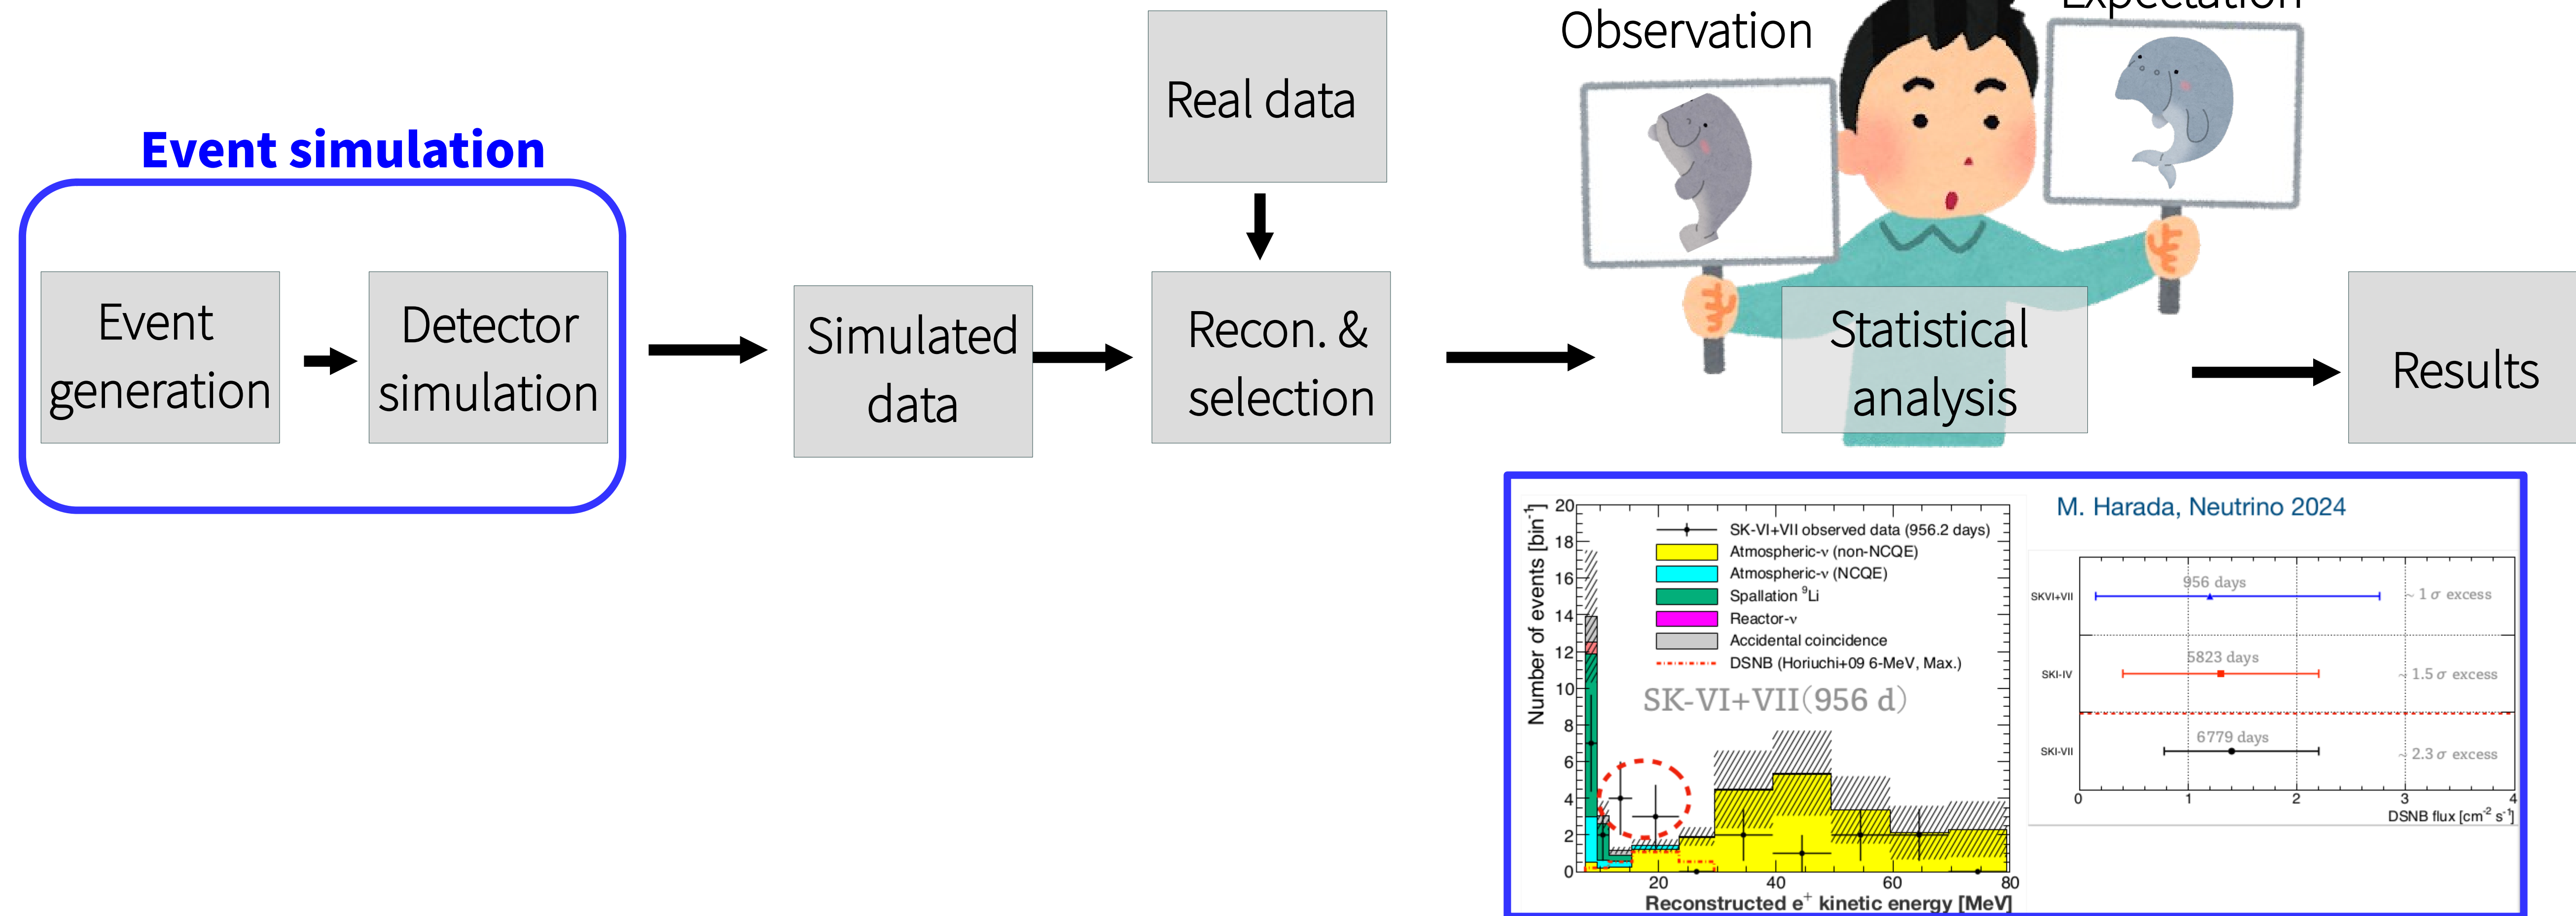 Observation
Expectation
Real data
Event simulation
Event
generation
Detector
simulation
Simulated
data
Recon. &
selection
Statistical
analysis
Results
M. Harada, Neutrino 2024
Number of events [bin⁻¹]
20
18
16
14
12
10
8
6
4
2
0
SK-VI+VII observed data (956.2 days)
Atmospheric-ν (non-NCQE)
Atmospheric-ν (NCQE)
Spallation ⁹Li
Reactor-ν
Accidental coincidence
DSNB (Horiuchi+09 6-MeV, Max.)
SK-VI+VII(956 d)
20 40 60 80
Reconstructed e⁺ kinetic energy [MeV]
SKVI+VII
956 days
~ 1 σ excess
SKI-IV
5823 days
~ 1.5 σ excess
SKI-VII
6779 days
~ 2.3 σ excess
0 1 2 3 4
DSNB flux [cm⁻² s⁻¹]